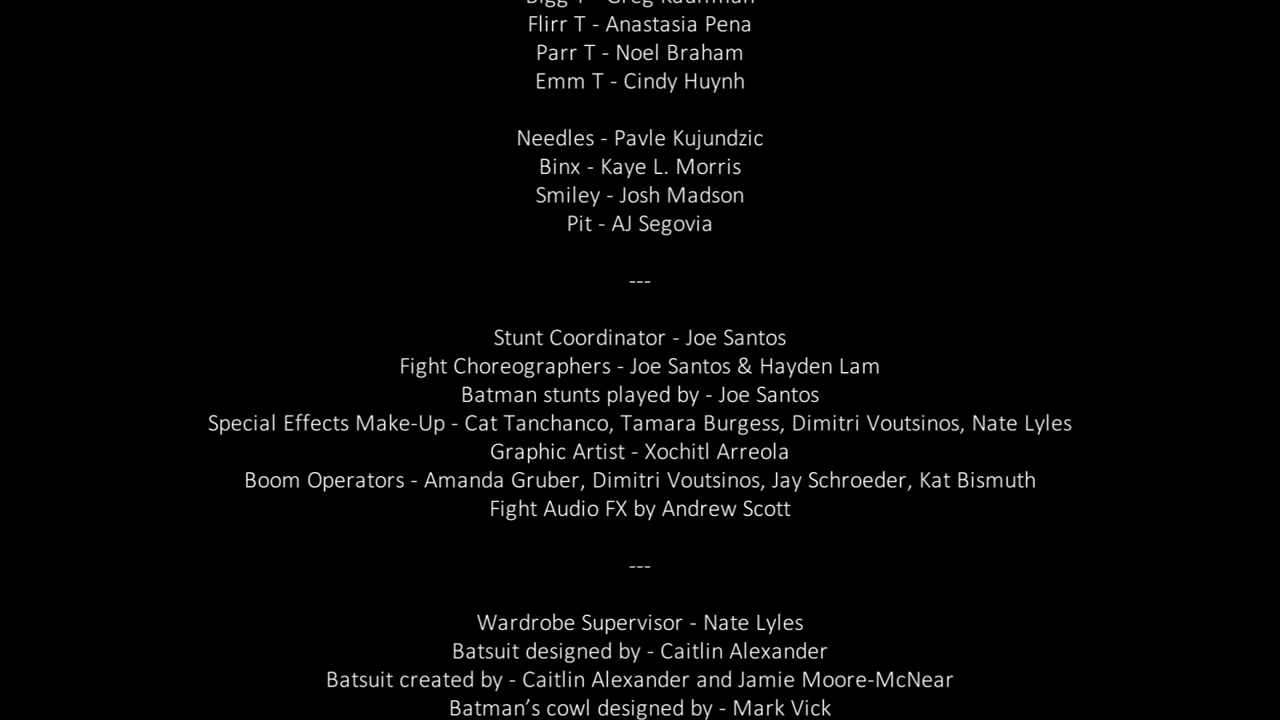 Flirr T - Anastasia Pena
Parr T - Noel Braham
Emm T - Cindy Huynh
Needles - Pavle Kujundzic
Binx - Kaye L. Morris
Smiley - Josh Madson
Pit - AJ Segovia
---
Stunt Coordinator - Joe Santos
Fight Choreographers - Joe Santos & Hayden Lam
Batman stunts played by - Joe Santos
Special Effects Make-Up - Cat Tanchanco, Tamara Burgess, Dimitri Voutsinos, Nate Lyles
Graphic Artist - Xochitl Arreola
Boom Operators - Amanda Gruber, Dimitri Voutsinos, Jay Schroeder, Kat Bismuth
Fight Audio FX by Andrew Scott
---
Wardrobe Supervisor - Nate Lyles
Batsuit designed by - Caitlin Alexander
Batsuit created by - Caitlin Alexander and Jamie Moore-McNear
Batman’s cowl designed by - Mark Vick